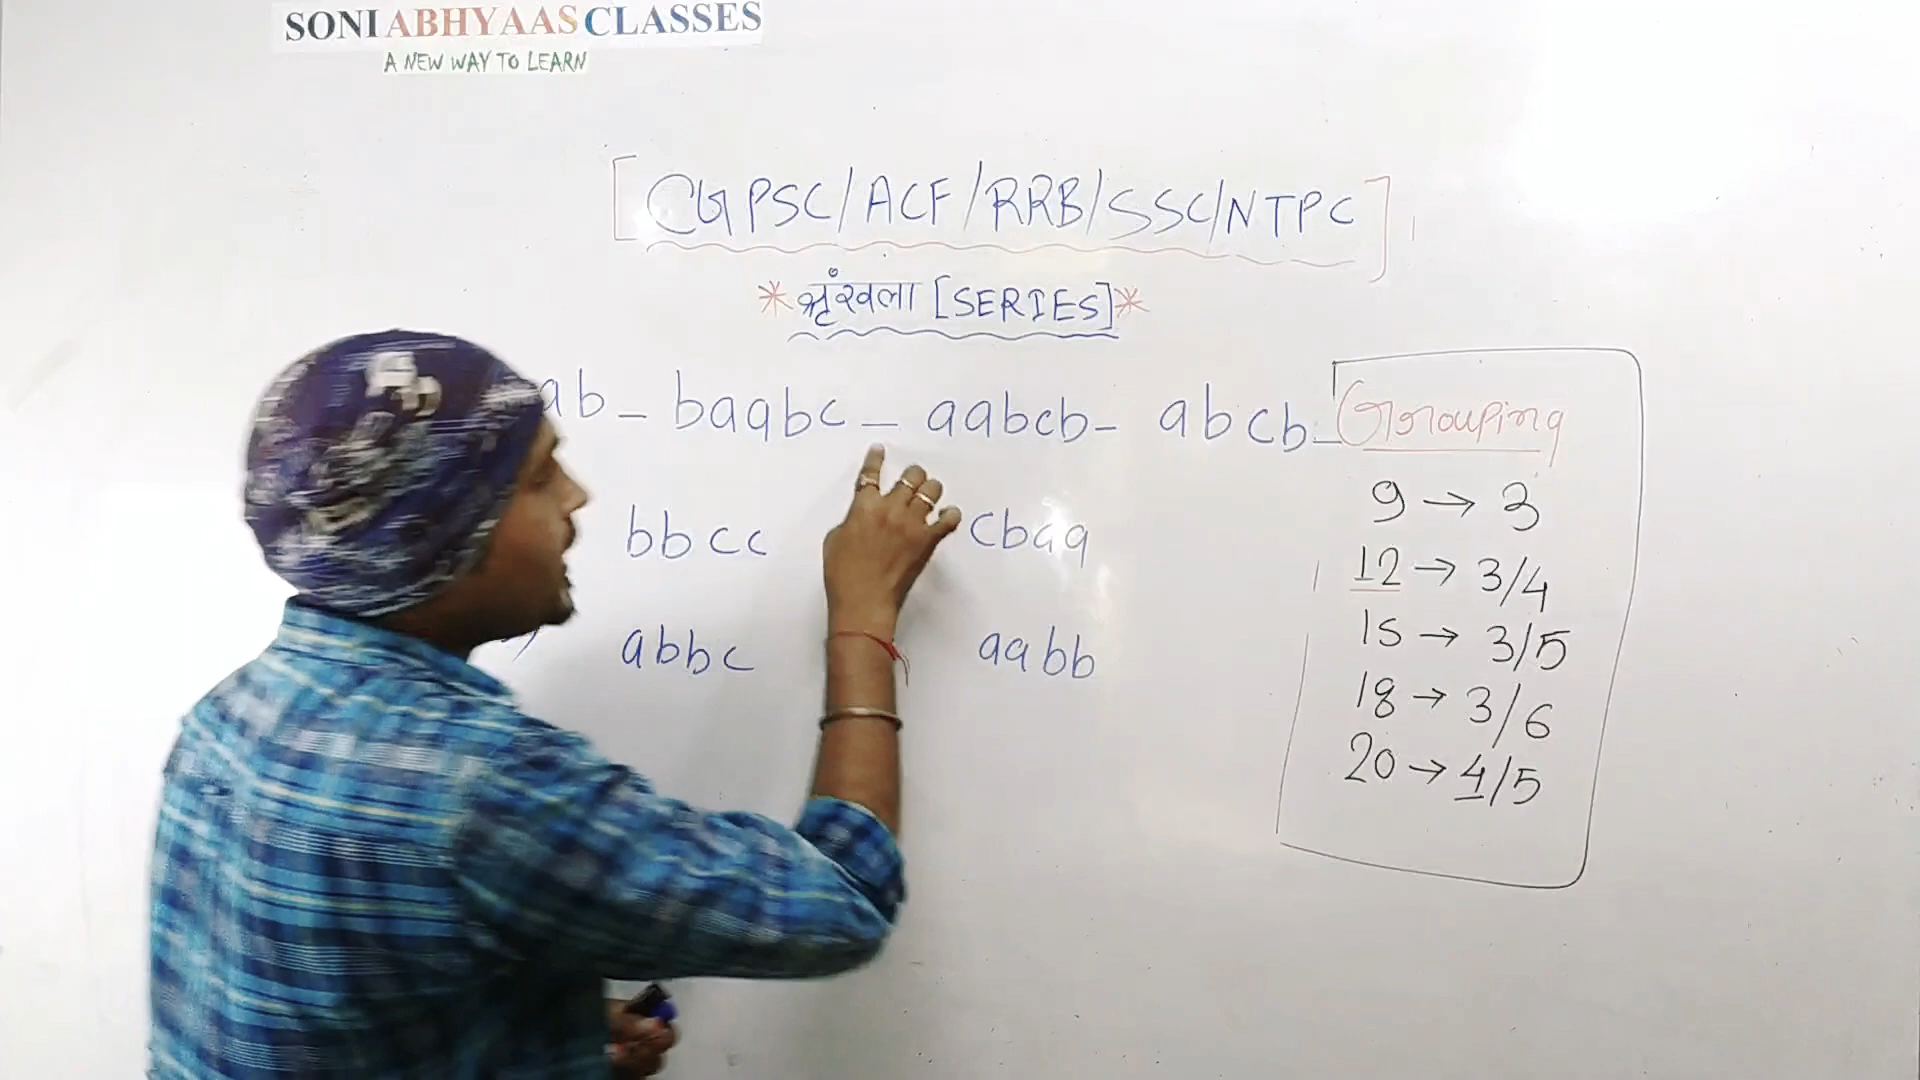 SONI ABHYAAS CLASSES
A NEW WAY TO LEARN
[CGPSC/ACF/RRB/SSC/NTPC]
*श्रृंखला [SERIES]*
ab_baabc_aabcb_abcb_
bbcc cbaa
abbc aabb
Grouping
9 → 3
12 → 3/4
15 → 3/5
18 → 3/6
20 → 4/5